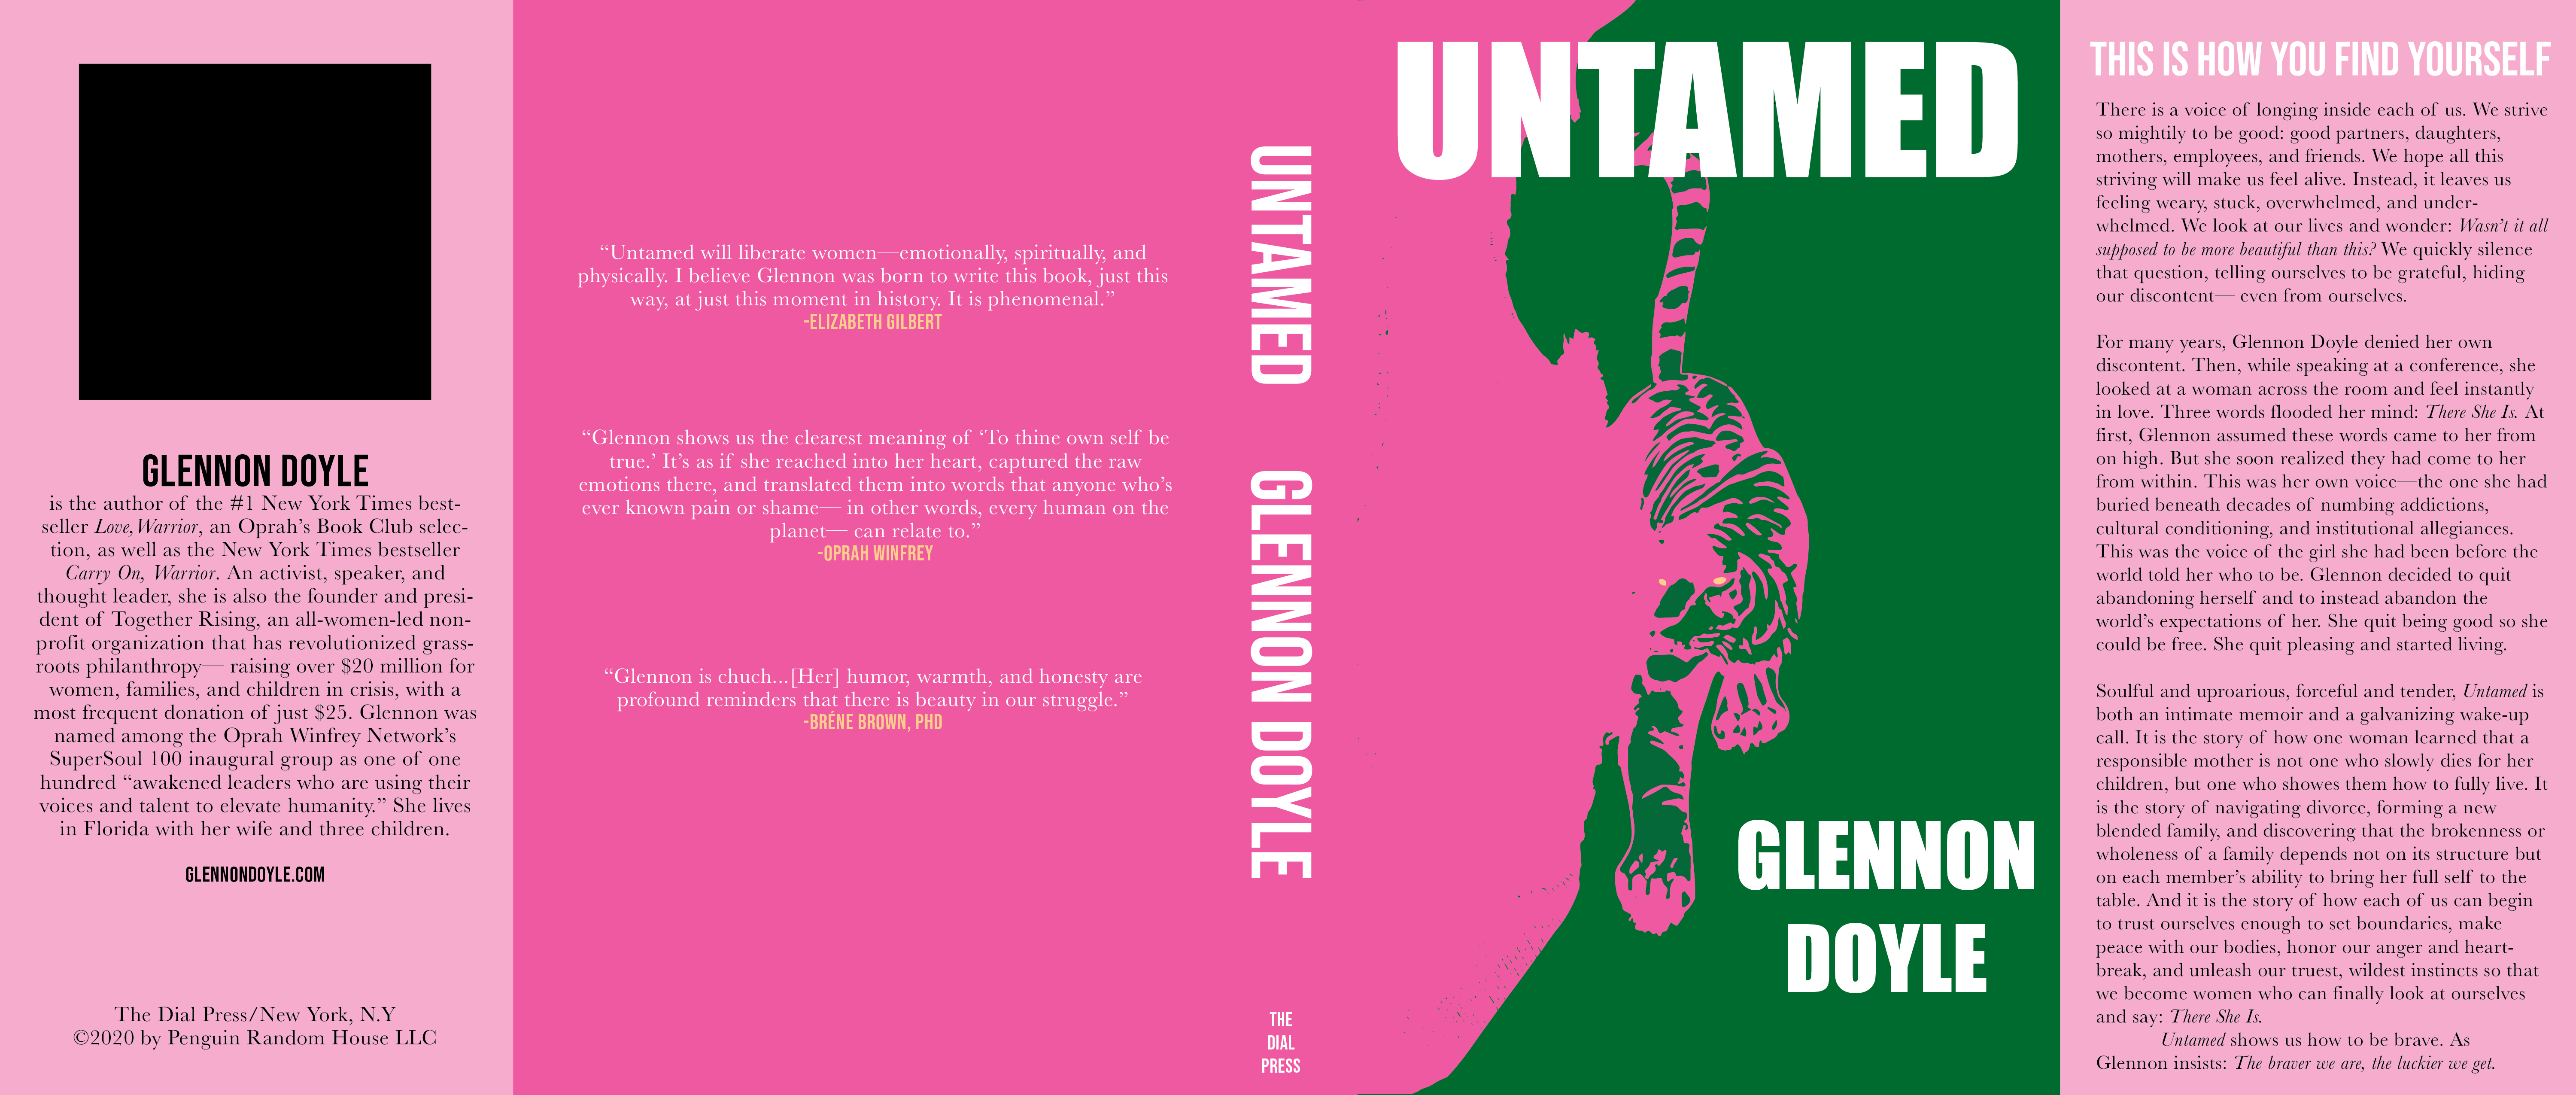 GLENNON DOYLE
is the author of the #1 New York Times best-
seller Love, Warrior, an Oprah's Book Club selec-
tion, as well as the New York Times bestseller
Carry On, Warrior. An activist, speaker, and
thought leader, she is also the founder and presi-
dent of Together Rising, an all-women-led non-
profit organization that has revolutionized grass-
roots philanthropy— raising over $20 million for
women, families, and children in crisis, with a
most frequent donation of just $25. Glennon was
named among the Oprah Winfrey Network's
SuperSoul 100 inaugural group as one of one
hundred “awakened leaders who are using their
voices and talent to elevate humanity.” She lives
in Florida with her wife and three children.
GLENNONDOYLE.COM
The Dial Press/New York, N.Y
©2020 by Penguin Random House LLC
“Untamed will liberate women—emotionally, spiritually, and
physically. I believe Glennon was born to write this book, just this
way, at just this moment in history. It is phenomenal.”
-ELIZABETH GILBERT
“Glennon shows us the clearest meaning of ‘To thine own self be
true.’ It’s as if she reached into her heart, captured the raw
emotions there, and translated them into words that anyone who’s
ever known pain or shame— in other words, every human on the
planet— can relate to.”
-OPRAH WINFREY
“Glennon is chuch...[Her] humor, warmth, and honesty are
profound reminders that there is beauty in our struggle.”
-BRÉNE BROWN, PHD
UNTAMED
GLENNON DOYLE
THE
DIAL
PRESS
UNTAMED
GLENNON
DOYLE
THIS IS HOW YOU FIND YOURSELF
There is a voice of longing inside each of us. We strive
so mightily to be good: good partners, daughters,
mothers, employees, and friends. We hope all this
striving will make us feel alive. Instead, it leaves us
feeling weary, stuck, overwhelmed, and under-
whelmed. We look at our lives and wonder: Wasn’t it all
supposed to be more beautiful than this? We quickly silence
that question, telling ourselves to be grateful, hiding
our discontent— even from ourselves.
For many years, Glennon Doyle denied her own
discontent. Then, while speaking at a conference, she
looked at a woman across the room and feel instantly
in love. Three words flooded her mind: There She Is. At
first, Glennon assumed these words came to her from
on high. But she soon realized they had come to her
from within. This was her own voice—the one she had
buried beneath decades of numbing addictions,
cultural conditioning, and institutional allegiances.
This was the voice of the girl she had been before the
world told her who to be. Glennon decided to quit
abandoning herself and to instead abandon the
world’s expectations of her. She quit being good so she
could be free. She quit pleasing and started living.
Soulful and uproarious, forceful and tender, Untamed is
both an intimate memoir and a galvanizing wake-up
call. It is the story of how one woman learned that a
responsible mother is not one who slowly dies for her
children, but one who showes them how to fully live. It
is the story of navigating divorce, forming a new
blended family, and discovering that the brokenness or
wholeness of a family depends not on its structure but
on each member’s ability to bring her full self to the
table. And it is the story of how each of us can begin
to trust ourselves enough to set boundaries, make
peace with our bodies, honor our anger and heart-
break, and unleash our truest, wildest instincts so that
we become women who can finally look at ourselves
and say: There She Is.
Untamed shows us how to be brave. As
Glennon insists: The braver we are, the luckier we get.